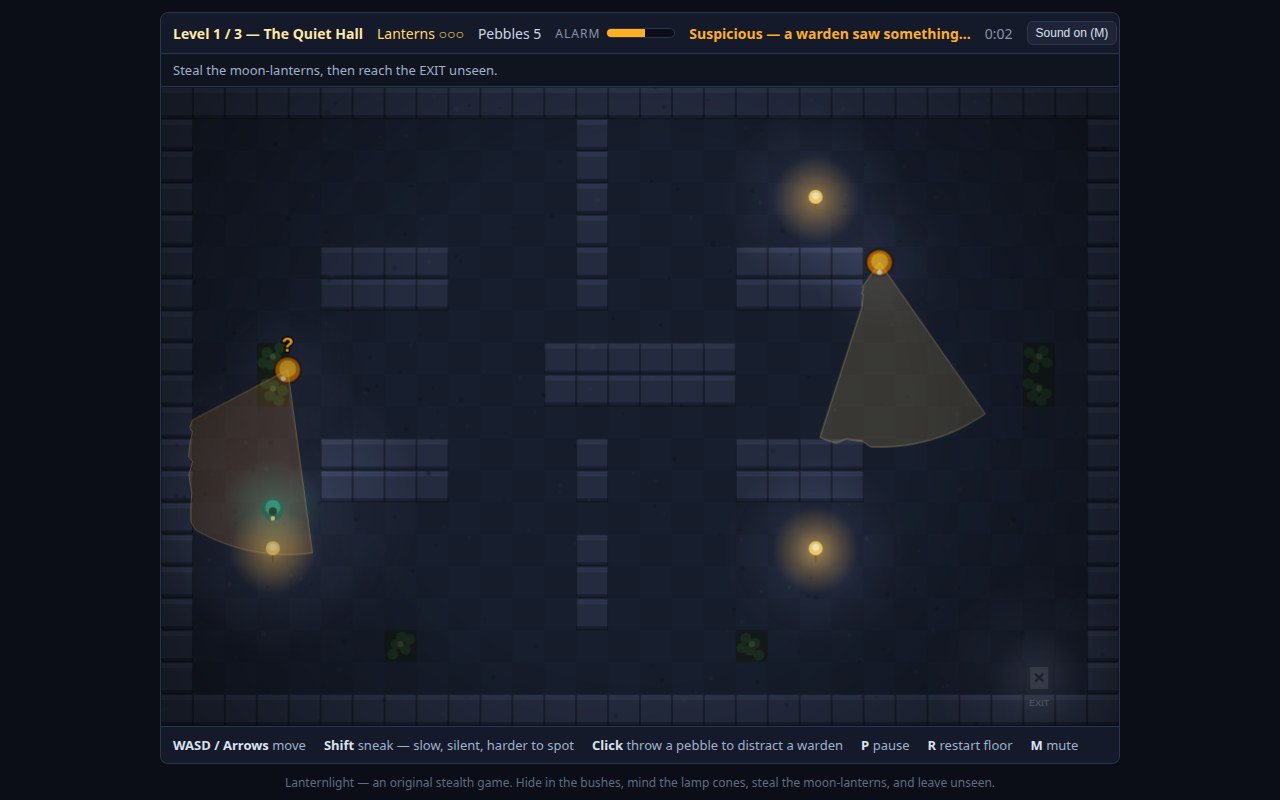 Level 1 / 3 — The Quiet Hall Lanterns ○○○ Pebbles 5 ALARM Suspicious — a warden saw something… 0:02 Sound on (M)
Steal the moon-lanterns, then reach the EXIT unseen.
?
EXIT
WASD / Arrows move Shift sneak — slow, silent, harder to spot Click throw a pebble to distract a warden P pause R restart floor M mute
Lanternlight — an original stealth game. Hide in the bushes, mind the lamp cones, steal the moon-lanterns, and leave unseen.